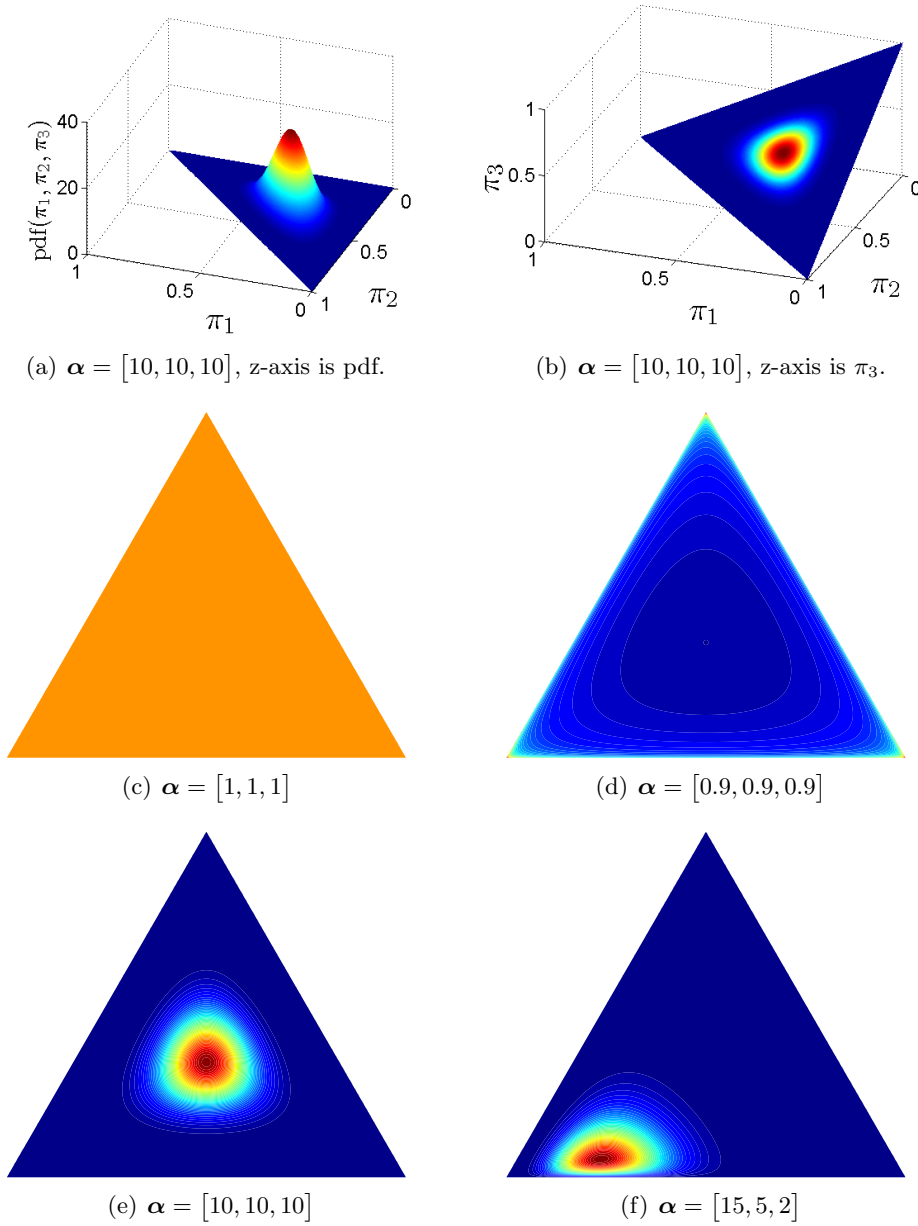 pdf(π₁, π₂, π₃)
40
20
0
1
0.5
0
π₁
1
0.5
0
π₂
(a) α = [10, 10, 10], z-axis is pdf.
π₃
1
0.5
0
1
0.5
0
π₁
1
0.5
0
π₂
(b) α = [10, 10, 10], z-axis is π₃.
(c) α = [1, 1, 1]
(d) α = [0.9, 0.9, 0.9]
(e) α = [10, 10, 10]
(f) α = [15, 5, 2]